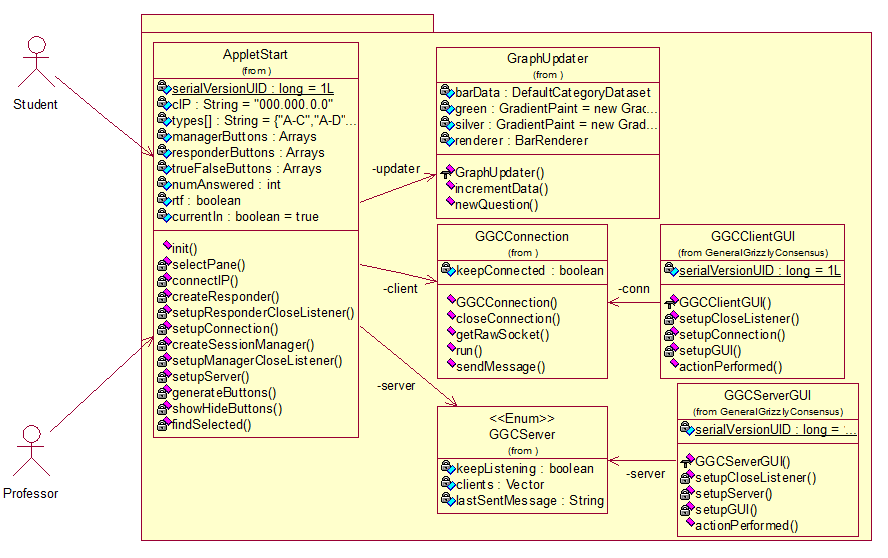 Student
Professor
AppletStart
(from )
serialVersionUID : long = 1L
cIP : String = "000.000.0.0"
types[] : String = {"A-C","A-D"...
managerButtons : Arrays
responderButtons : Arrays
trueFalseButtons : Arrays
numAnswered : int
rtf : boolean
currentIn : boolean = true
init()
selectPane()
connectIP()
createResponder()
setupResponderCloseListener()
setupConnection()
createSessionManager()
setupManagerCloseListener()
setupServer()
generateButtons()
showHideButtons()
findSelected()
-updater
-client
-server
GraphUpdater
(from )
barData : DefaultCategoryDataset
green : GradientPaint = new Grac...
silver : GradientPaint = new Grad...
renderer : BarRenderer
GraphUpdater()
incrementData()
newQuestion()
GGCConnection
(from )
keepConnected : boolean
GGCConnection()
closeConnection()
getRawSocket()
run()
sendMessage()
-conn
GGCClientGUI
(from GeneralGrizzlyConsensus)
serialVersionUID : long = 1L
GGCClientGUI()
setupCloseListener()
setupConnection()
setupGUI()
actionPerformed()
<<Enum>>
GGCServer
(from )
keepListening : boolean
clients : Vector
lastSentMessage : String
-server
GGCServerGUI
(from GeneralGrizzlyConsensus)
serialVersionUID : long = ...
GGCServerGUI()
setupCloseListener()
setupServer()
setupGUI()
actionPerformed()